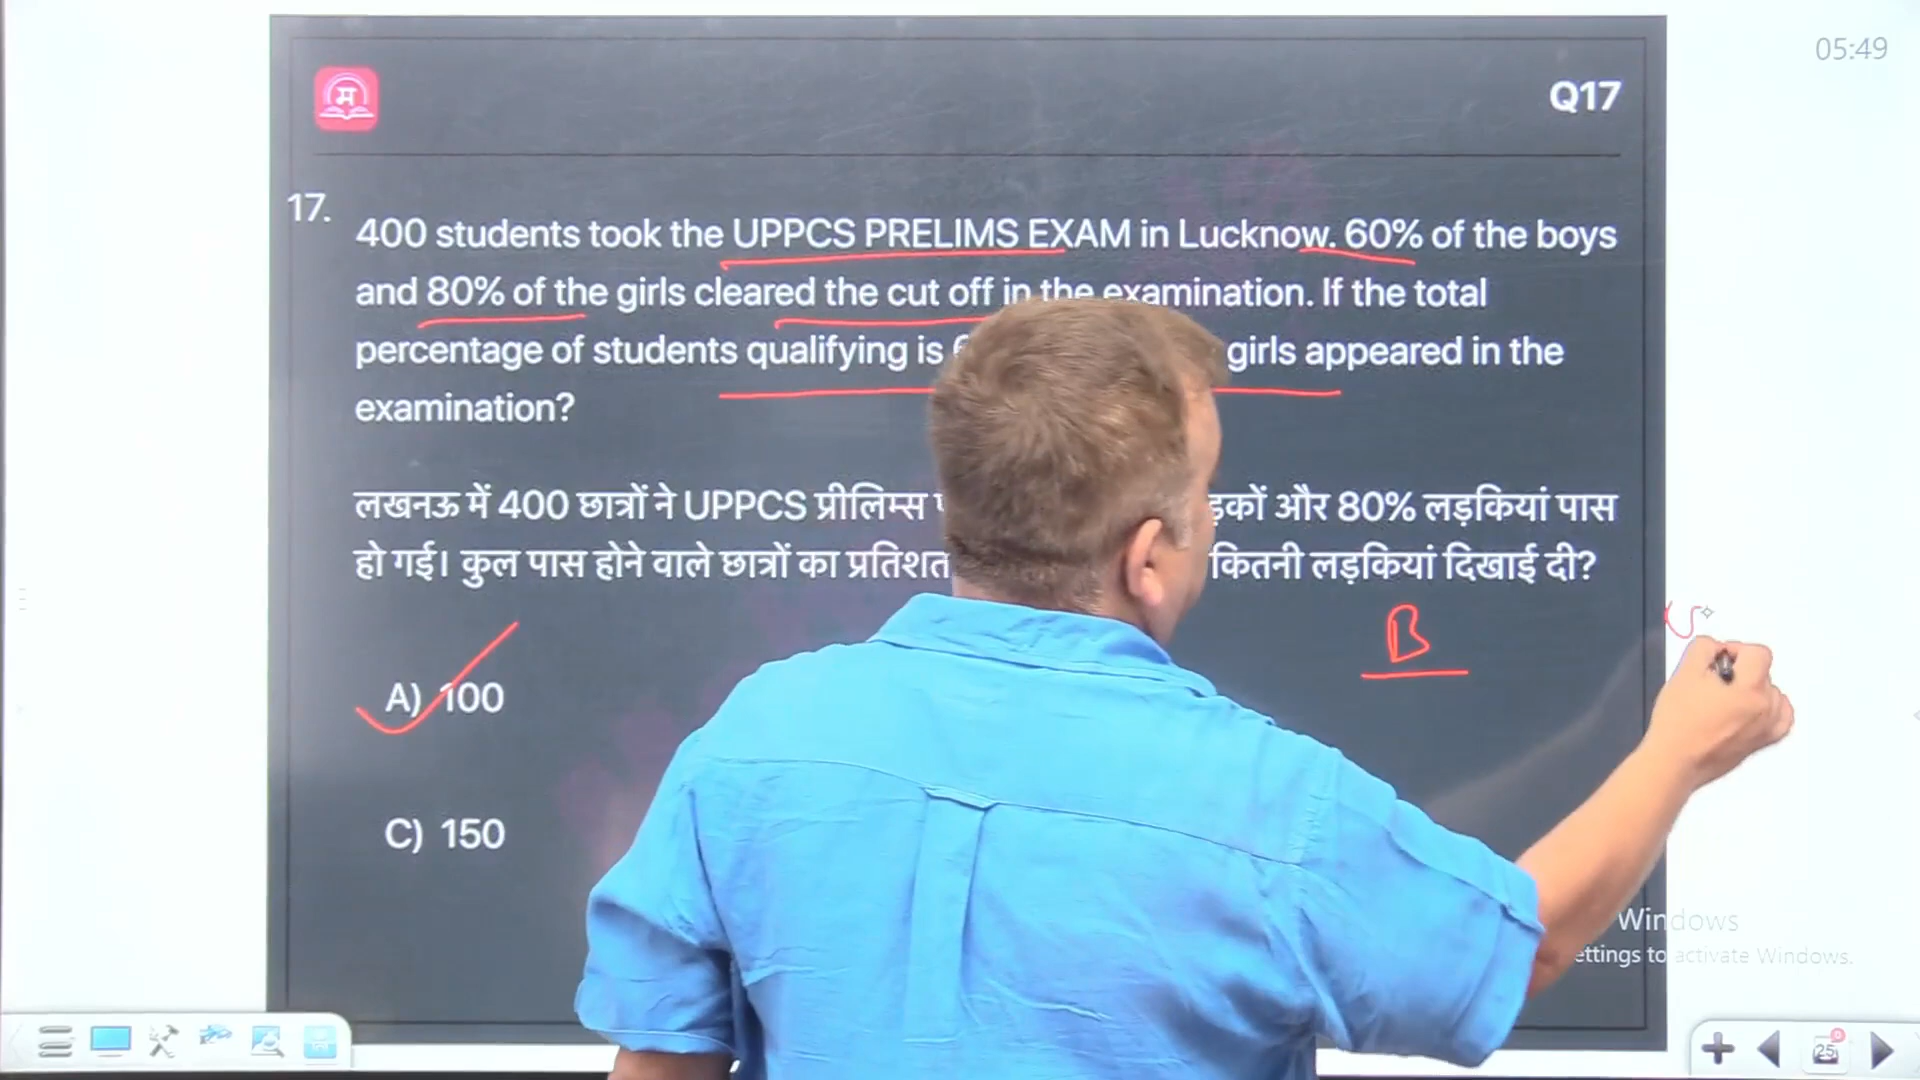 05:49
म
Q17
17.
400 students took the UPPCS PRELIMS EXAM in Lucknow. 60% of the boys
and 80% of the girls cleared the cut off in the examination. If the total
percentage of students qualifying is girls appeared in the
examination?
लखनऊ में 400 छात्रों ने UPPCS प्रीलिम्स और 80% लड़कियां पास
हो गई। कुल पास होने वाले छात्रों का प्रतिशत कितनी लड़कियां दिखाई दी?
B
A) 100
C) 150
Windows
to activate Windows.
25